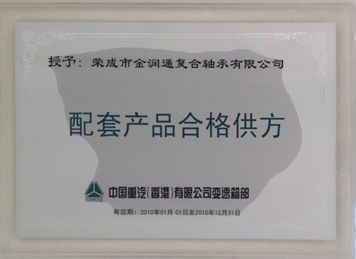 授予：荣成市金润通复合轴承有限公司
配套产品合格供方
中国重汽(香港)有限公司变速箱部
有效期：2010年01月01日至2010年12月31日